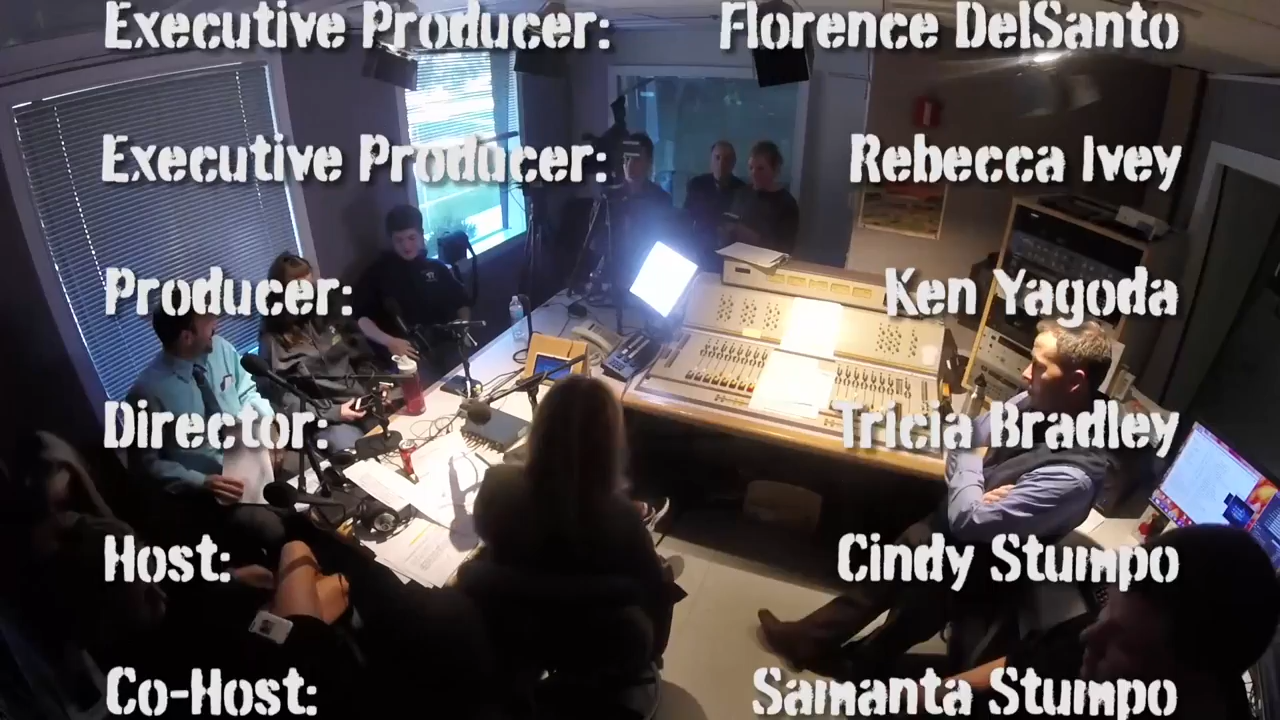 Executive Producer: Florence DelSanto
Executive Producer: Rebecca Ivey
Producer: Ken Yagoda
Director: Tricia Bradley
Host: Cindy Stumpo
Co-Host: Samanta Stumpo